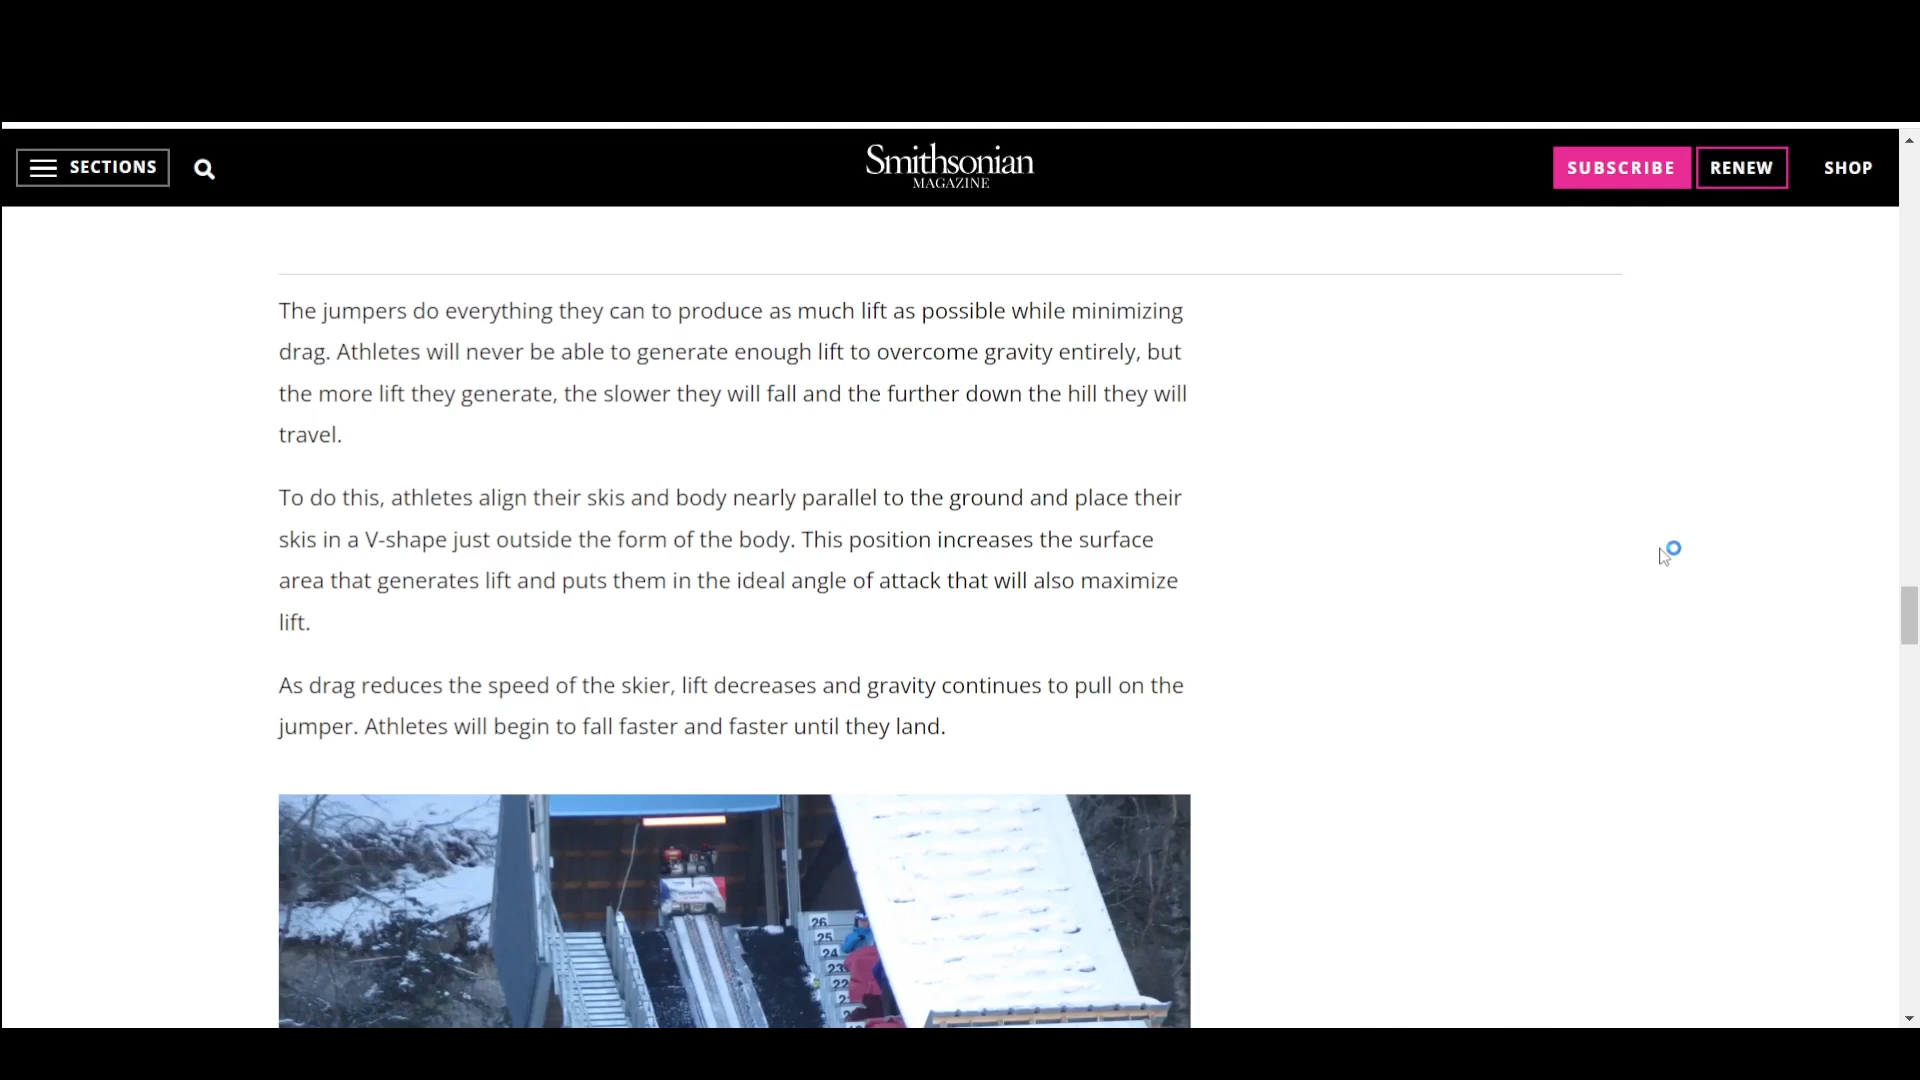 SECTIONS
Smithsonian
MAGAZINE
SUBSCRIBE
RENEW
SHOP
The jumpers do everything they can to produce as much lift as possible while minimizing
drag. Athletes will never be able to generate enough lift to overcome gravity entirely, but
the more lift they generate, the slower they will fall and the further down the hill they will
travel.
To do this, athletes align their skis and body nearly parallel to the ground and place their
skis in a V-shape just outside the form of the body. This position increases the surface
area that generates lift and puts them in the ideal angle of attack that will also maximize
lift.
As drag reduces the speed of the skier, lift decreases and gravity continues to pull on the
jumper. Athletes will begin to fall faster and faster until they land.
26
25
24
23
22